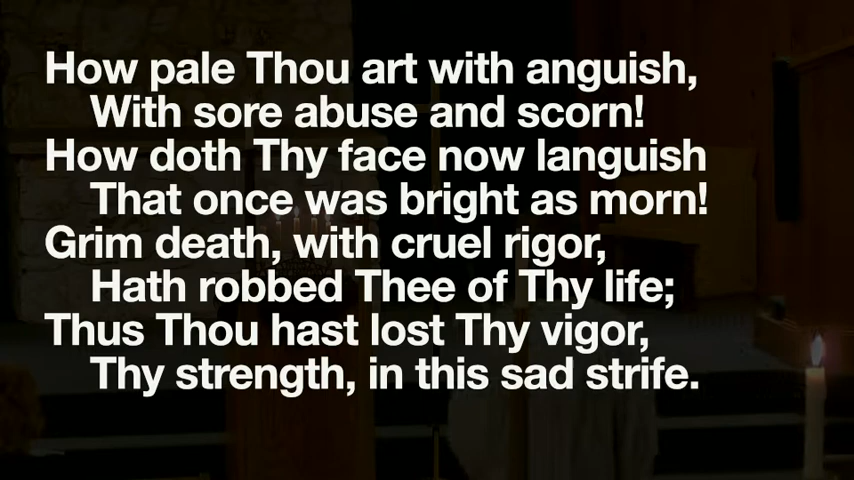 How pale Thou art with anguish,
With sore abuse and scorn!
How doth Thy face now languish
That once was bright as morn!
Grim death, with cruel rigor,
Hath robbed Thee of Thy life;
Thus Thou hast lost Thy vigor,
Thy strength, in this sad strife.